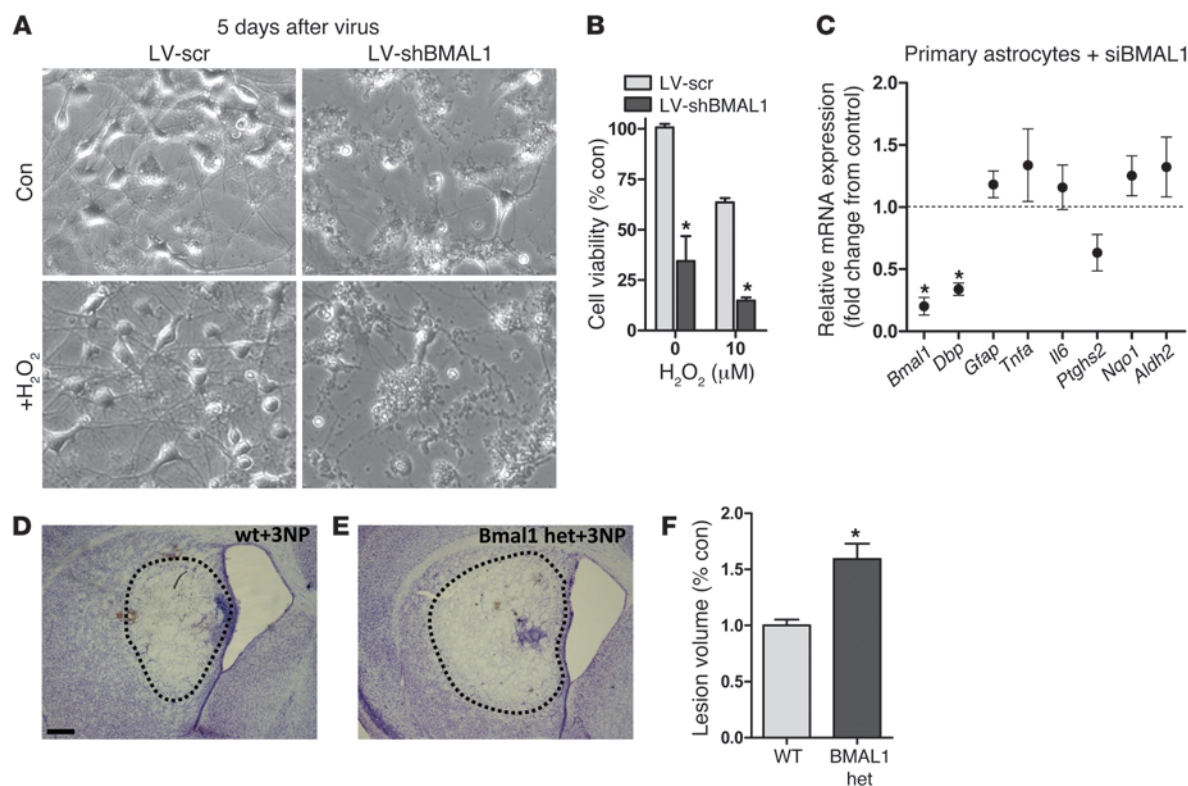 A
5 days after virus
LV-scr
LV-shBMAL1
Con
+H₂O₂
B
LV-scr
LV-shBMAL1
Cell viability (% con)
100
75
50
25
0
*
*
0
10
H₂O₂ (μM)
C
Primary astrocytes + siBMAL1
Relative mRNA expression
(fold change from control)
2.0
1.5
1.0
0.5
0.0
*
*
Bmal1
Dbp
Gfap
Tnfa
Il6
Ptghs2
Nqo1
Aldh2
D
wt+3NP
E
Bmal1 het+3NP
F
Lesion volume (% con)
2.0
1.5
1.0
0.5
0.0
*
WT
BMAL1
het